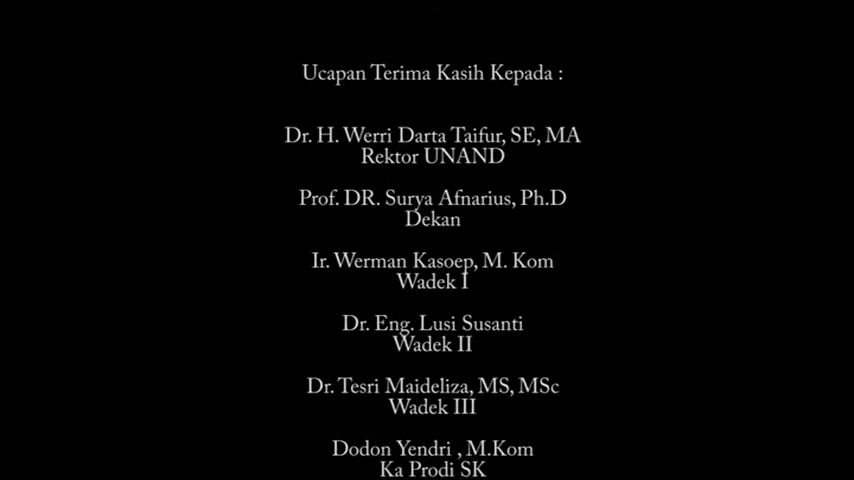 Ucapan Terima Kasih Kepada :
Dr. H. Werri Darta Taifur, SE, MA
Rektor UNAND
Prof. DR. Surya Afnarius, Ph.D
Dekan
Ir. Werman Kasoep, M. Kom
Wadek I
Dr. Eng. Lusi Susanti
Wadek II
Dr. Tesri Maideliza, MS, MSc
Wadek III
Dodon Yendri , M.Kom
Ka Prodi SK